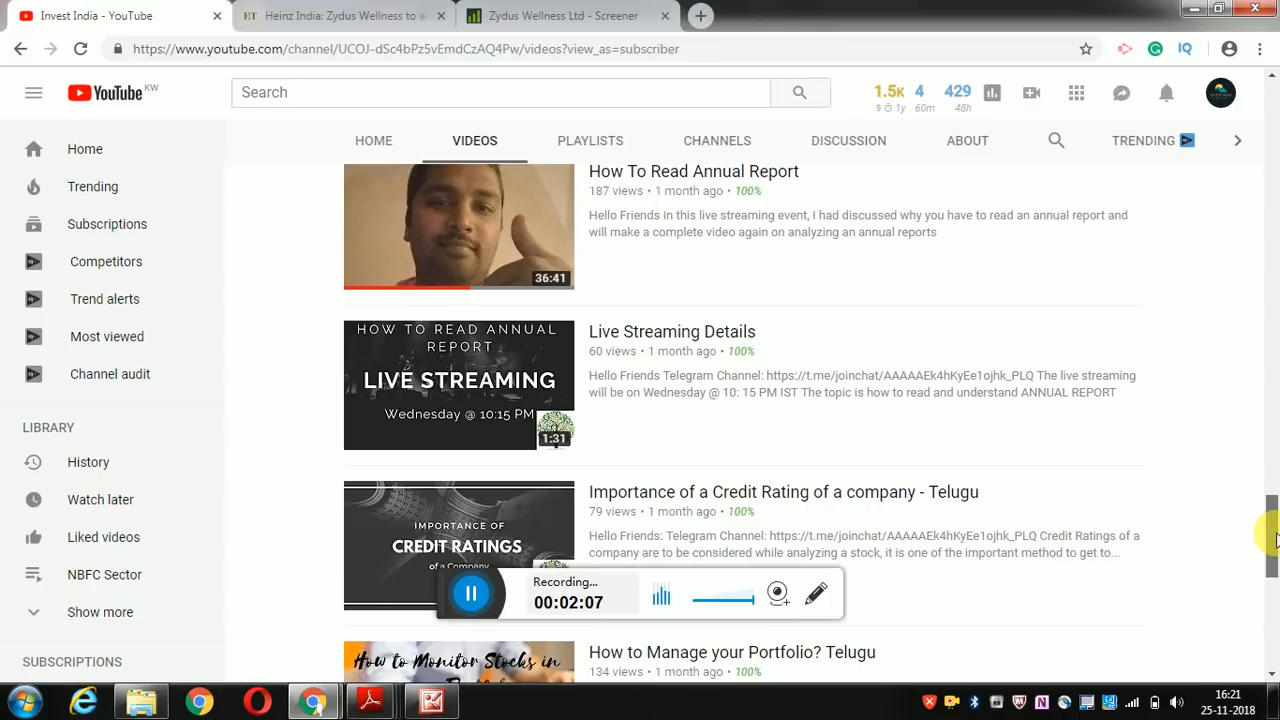 Invest India - YouTube
ET Heinz India: Zydus Wellness to a
Zydus Wellness Ltd - Screener
https://www.youtube.com/channel/UCOJ-dSc4bPz5vEmdCzAQ4Pw/videos?view_as=subscriber
IQ
YouTube KW
Search
1.5K 4 429
$ 1y 60m 48h
HOME VIDEOS PLAYLISTS CHANNELS DISCUSSION ABOUT TRENDING
Home
Trending
Subscriptions
Competitors
Trend alerts
Most viewed
Channel audit
LIBRARY
History
Watch later
Liked videos
NBFC Sector
Show more
SUBSCRIPTIONS
36:41
How To Read Annual Report
187 views • 1 month ago • 100%
Hello Friends In this live streaming event, I had discussed why you have to read an annual report and
will make a complete video again on analyzing an annual reports
HOW TO READ ANNUAL
REPORT
LIVE STREAMING
Wednesday @ 10:15 PM
1:31
Live Streaming Details
60 views • 1 month ago • 100%
Hello Friends Telegram Channel: https://t.me/joinchat/AAAAAEk4hKyEe1ojhk_PLQ The live streaming
will be on Wednesday @ 10: 15 PM IST The topic is how to read and understand ANNUAL REPORT
IMPORTANCE OF
CREDIT RATINGS
of a Company
Importance of a Credit Rating of a company - Telugu
79 views • 1 month ago • 100%
Hello Friends: Telegram Channel: https://t.me/joinchat/AAAAAEk4hKyEe1ojhk_PLQ Credit Ratings of a
company are to be considered while analyzing a stock, it is one of the important method to get to...
Recording...
00:02:07
How to Monitor Stocks in
How to Manage your Portfolio? Telugu
134 views • 1 month ago • 100%
16:21
25-11-2018